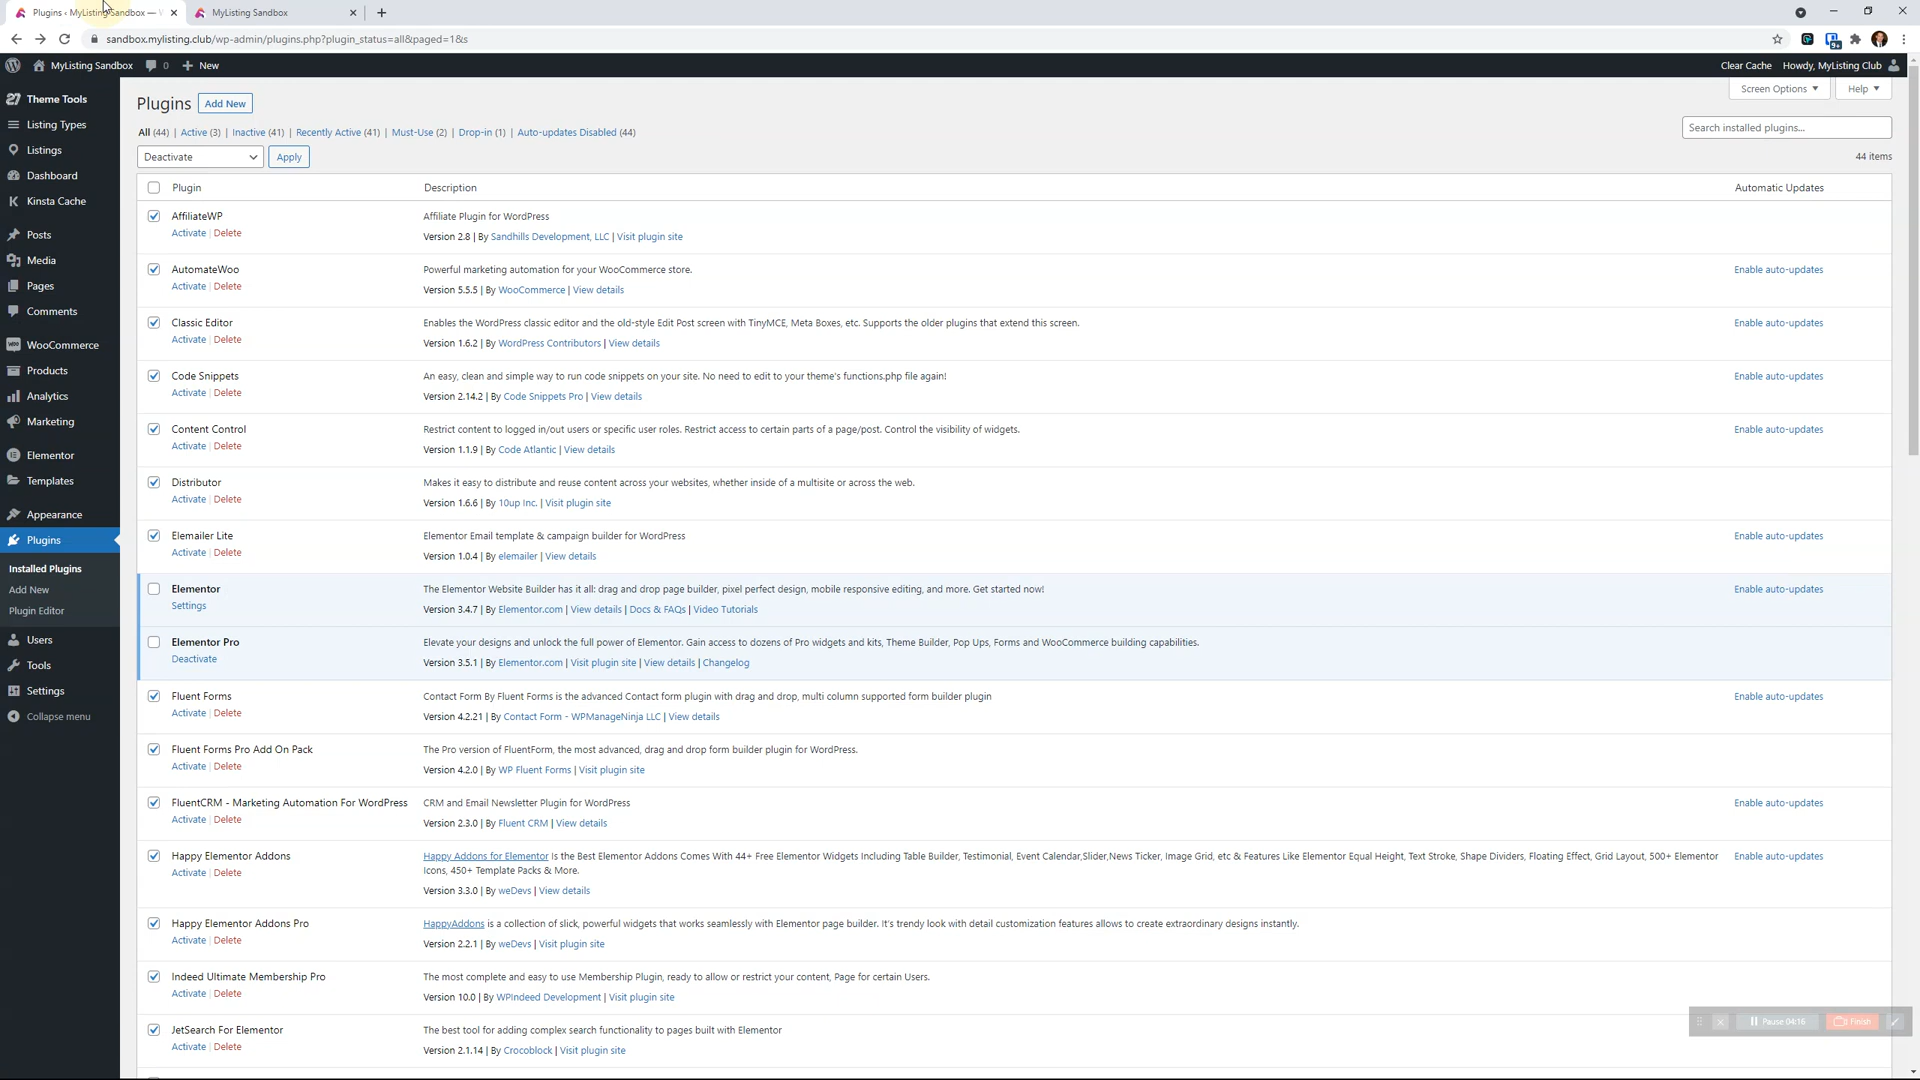 Plugins ‹ MyListing Sandbox —
MyListing Sandbox
sandbox.mylisting.club/wp-admin/plugins.php?plugin_status=all&paged=1&s
9+
MyListing Sandbox 0 New
Clear Cache Howdy, MyListing Club
27 Theme Tools
Listing Types
Listings
Dashboard
Kinsta Cache
Posts
Media
Pages
Comments
WooCommerce
Products
Analytics
Marketing
Elementor
Templates
Appearance
Plugins
Installed Plugins
Add New
Plugin Editor
Users
Tools
Settings
Collapse menu
Screen Options Help
Plugins Add New
All (44) | Active (3) | Inactive (41) | Recently Active (41) | Must-Use (2) | Drop-in (1) | Auto-updates Disabled (44)
Search installed plugins...
Deactivate Apply
44 items
Plugin Description Automatic Updates
AffiliateWP Affiliate Plugin for WordPress
Activate | Delete
Version 2.8 | By Sandhills Development, LLC | Visit plugin site
AutomateWoo Powerful marketing automation for your WooCommerce store. Enable auto-updates
Activate | Delete
Version 5.5.5 | By WooCommerce | View details
Classic Editor Enables the WordPress classic editor and the old-style Edit Post screen with TinyMCE, Meta Boxes, etc. Supports the older plugins that extend this screen. Enable auto-updates
Activate | Delete
Version 1.6.2 | By WordPress Contributors | View details
Code Snippets An easy, clean and simple way to run code snippets on your site. No need to edit to your theme's functions.php file again! Enable auto-updates
Activate | Delete
Version 2.14.2 | By Code Snippets Pro | View details
Content Control Restrict content to logged in/out users or specific user roles. Restrict access to certain parts of a page/post. Control the visibility of widgets. Enable auto-updates
Activate | Delete
Version 1.1.9 | By Code Atlantic | View details
Distributor Makes it easy to distribute and reuse content across your websites, whether inside of a multisite or across the web.
Activate | Delete
Version 1.6.6 | By 10up Inc. | Visit plugin site
Elemailer Lite Elementor Email template & campaign builder for WordPress Enable auto-updates
Activate | Delete
Version 1.0.4 | By elemailer | View details
Elementor The Elementor Website Builder has it all: drag and drop page builder, pixel perfect design, mobile responsive editing, and more. Get started now! Enable auto-updates
Settings
Version 3.4.7 | By Elementor.com | View details | Docs & FAQs | Video Tutorials
Elementor Pro Elevate your designs and unlock the full power of Elementor. Gain access to dozens of Pro widgets and kits, Theme Builder, Pop Ups, Forms and WooCommerce building capabilities.
Deactivate
Version 3.5.1 | By Elementor.com | Visit plugin site | View details | Changelog
Fluent Forms Contact Form By Fluent Forms is the advanced Contact form plugin with drag and drop, multi column supported form builder plugin Enable auto-updates
Activate | Delete
Version 4.2.21 | By Contact Form - WPManageNinja LLC | View details
Fluent Forms Pro Add On Pack The Pro version of FluentForm, the most advanced, drag and drop form builder plugin for WordPress.
Activate | Delete
Version 4.2.0 | By WP Fluent Forms | Visit plugin site
FluentCRM - Marketing Automation For WordPress CRM and Email Newsletter Plugin for WordPress Enable auto-updates
Activate | Delete
Version 2.3.0 | By Fluent CRM | View details
Happy Elementor Addons Happy Addons for Elementor Is the Best Elementor Addons Comes With 44+ Free Elementor Widgets Including Table Builder, Testimonial, Event Calendar,Slider,News Ticker, Image Grid, etc & Features Like Elementor Equal Height, Text Stroke, Shape Dividers, Floating Effect, Grid Layout, 500+ Elementor Enable auto-updates
Icons, 450+ Template Packs & More.
Activate | Delete
Version 3.3.0 | By weDevs | View details
Happy Elementor Addons Pro HappyAddons is a collection of slick, powerful widgets that works seamlessly with Elementor page builder. It's trendy look with detail customization features allows to create extraordinary designs instantly.
Activate | Delete
Version 2.2.1 | By weDevs | Visit plugin site
Indeed Ultimate Membership Pro The most complete and easy to use Membership Plugin, ready to allow or restrict your content, Page for certain Users.
Activate | Delete
Version 10.0 | By WPIndeed Development | Visit plugin site
JetSearch For Elementor The best tool for adding complex search functionality to pages built with Elementor
Activate | Delete
Version 2.1.14 | By Crocoblock | Visit plugin site
Pause 04:16 Finish